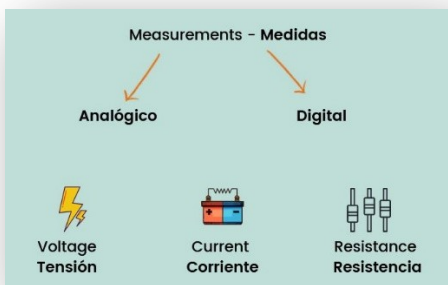 Measurements - Medidas
Analógico
Digital
Voltage
Tensión
Current
Corriente
Resistance
Resistencia